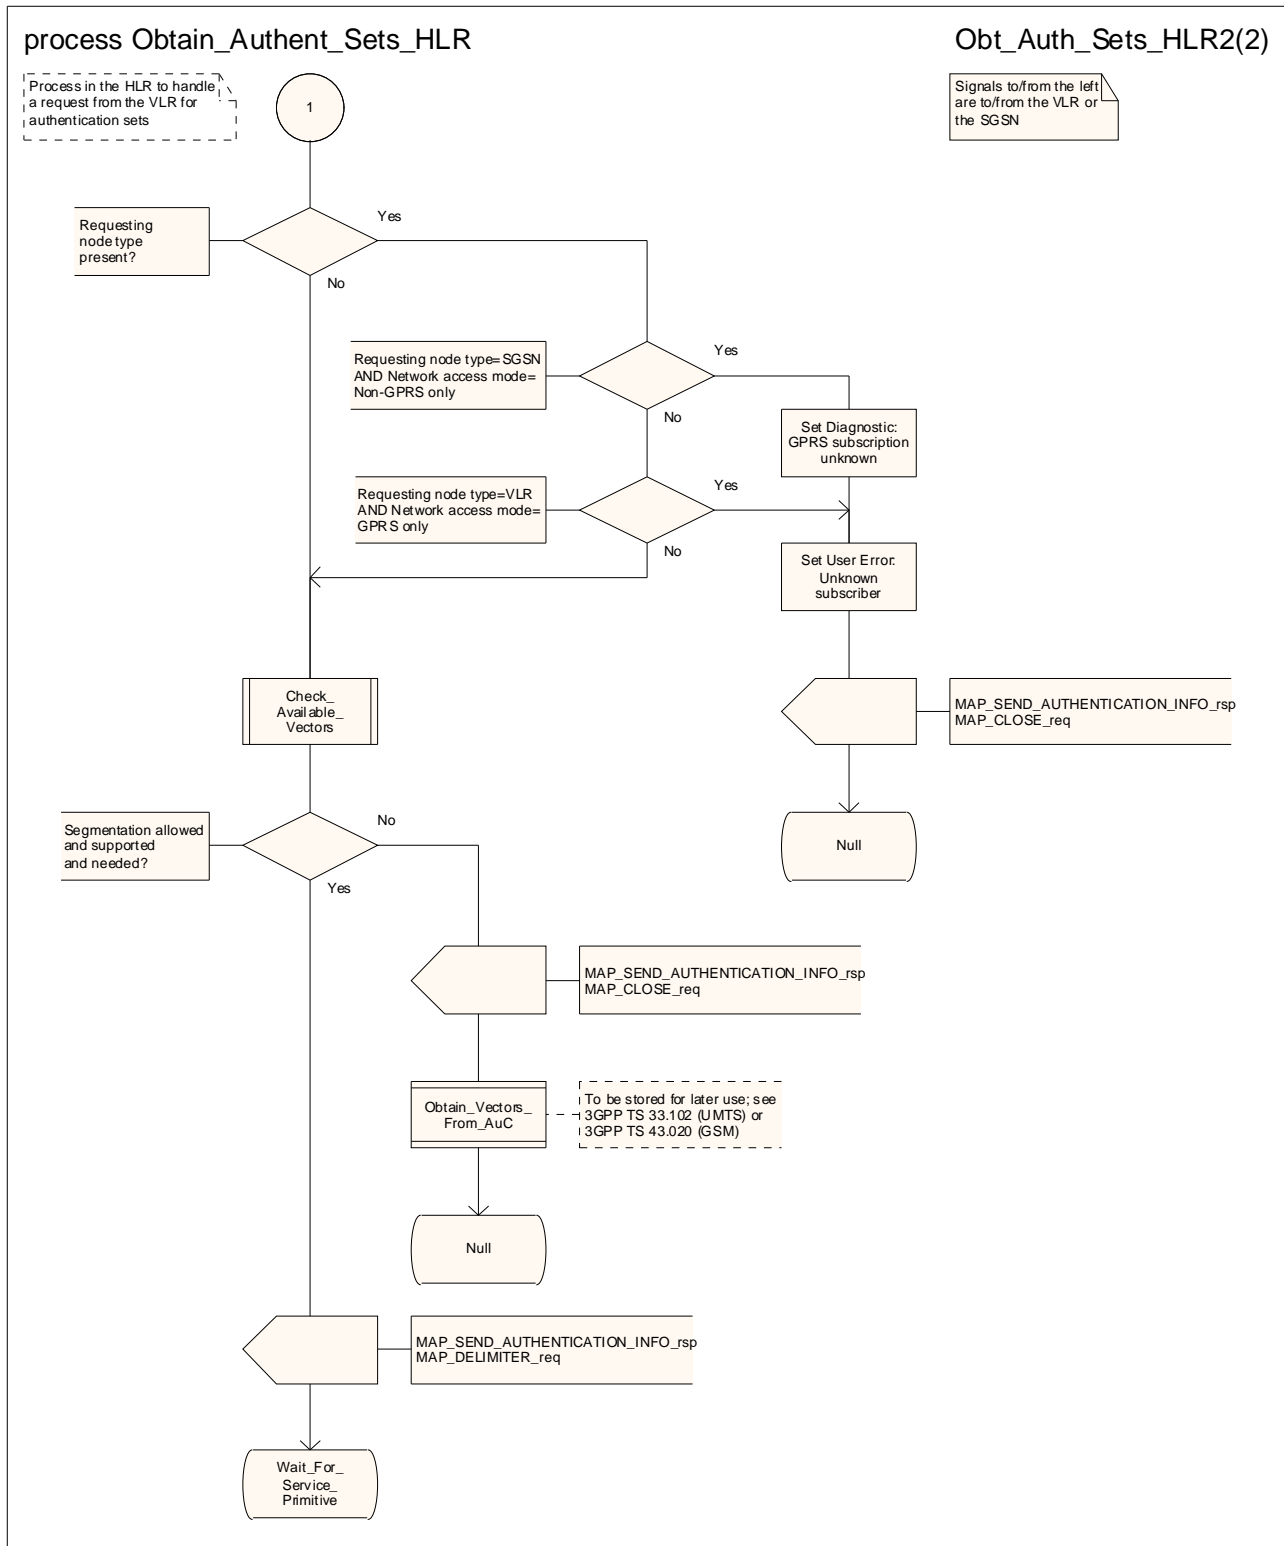 process Obtain_Authent_Sets_HLR
Obt_Auth_Sets_HLR2(2)
Process in the HLR to handle
a request from the VLR for
authentication sets
1
Signals to/from the left
are to/from the VLR or
the SGSN
Requesting
node type
present?
Yes
No
Requesting node type=SGSN
AND Network access mode=
Non-GPRS only
Yes
No
Set Diagnostic:
GPRS subscription
unknown
Requesting node type=VLR
AND Network access mode=
GPRS only
Yes
No
Set User Error:
Unknown
subscriber
Check_
Available_
Vectors
MAP_SEND_AUTHENTICATION_INFO_rsp
MAP_CLOSE_req
Segmentation allowed
and supported
and needed?
No
Yes
Null
MAP_SEND_AUTHENTICATION_INFO_rsp
MAP_CLOSE_req
Obtain_Vectors_
From_AuC
To be stored for later use; see
3GPP TS 33.102 (UMTS) or
3GPP TS 43.020 (GSM)
Null
MAP_SEND_AUTHENTICATION_INFO_rsp
MAP_DELIMITER_req
Wait_For_
Service_
Primitive